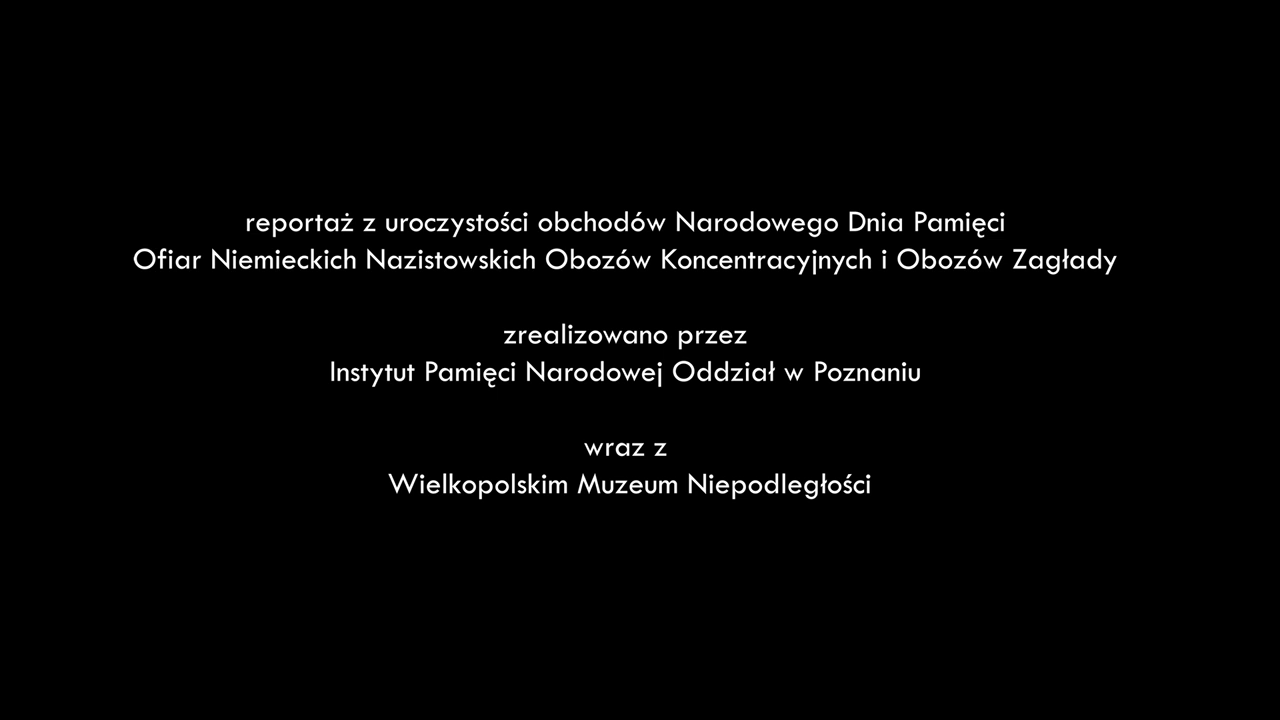 reportaż z uroczystości obchodów Narodowego Dnia Pamięci
Ofiar Niemieckich Nazistowskich Obozów Koncentracyjnych i Obozów Zagłady
zrealizowano przez
Instytut Pamięci Narodowej Oddział w Poznaniu
wraz z
Wielkopolskim Muzeum Niepodległości